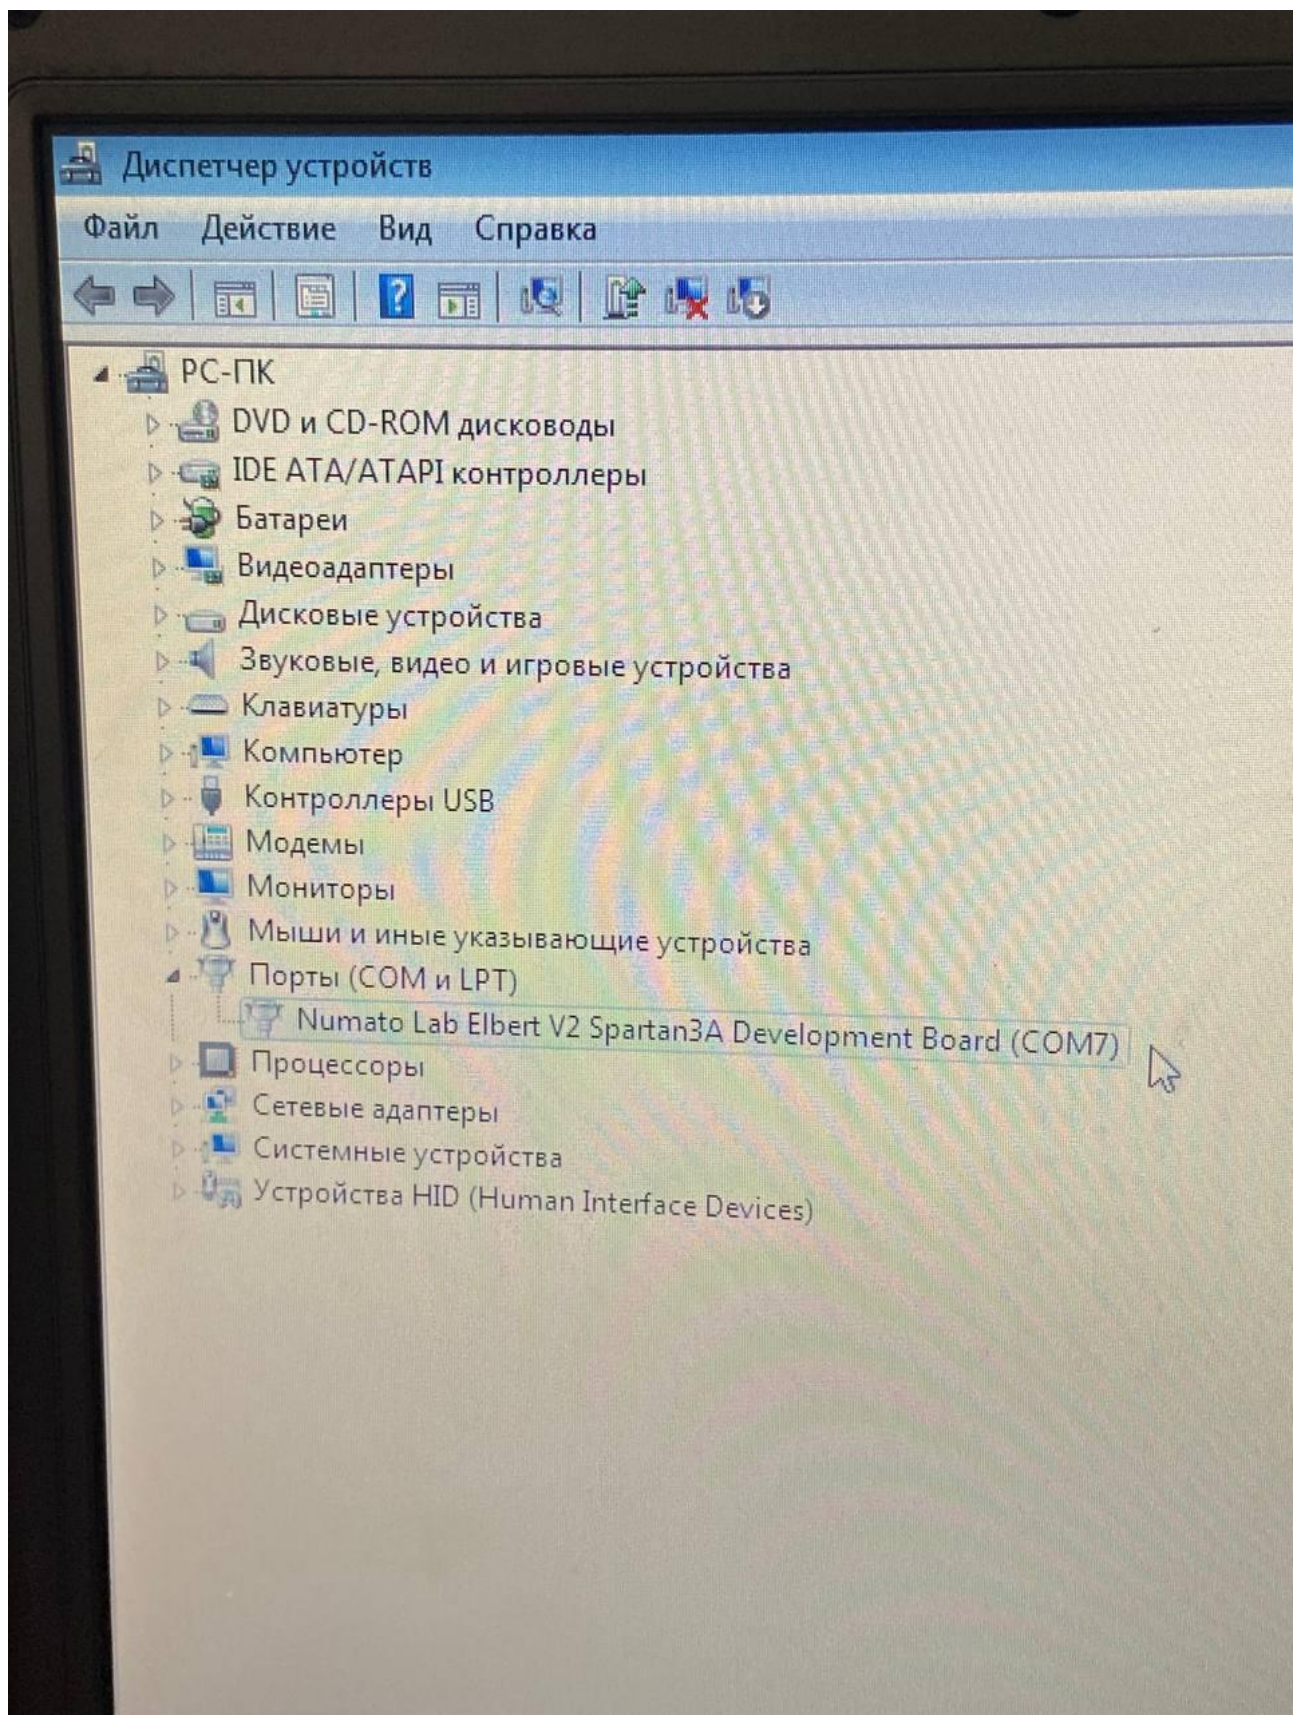 Диспетчер устройств
Файл Действие Вид Справка
PC-ПК
DVD и CD-ROM дисководы
IDE ATA/ATAPI контроллеры
Батареи
Видеоадаптеры
Дисковые устройства
Звуковые, видео и игровые устройства
Клавиатуры
Компьютер
Контроллеры USB
Модемы
Мониторы
Мыши и иные указывающие устройства
Порты (COM и LPT)
Numato Lab Elbert V2 Spartan3A Development Board (COM7)
Процессоры
Сетевые адаптеры
Системные устройства
Устройства HID (Human Interface Devices)